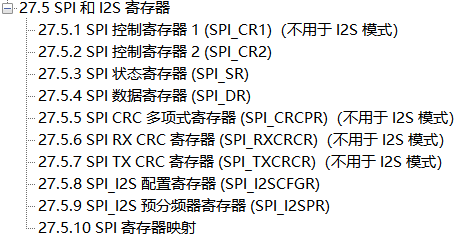 27.5 SPI 和 I2S 寄存器
27.5.1 SPI 控制寄存器 1 (SPI_CR1)（不用于 I2S 模式）
27.5.2 SPI 控制寄存器 2 (SPI_CR2)
27.5.3 SPI 状态寄存器 (SPI_SR)
27.5.4 SPI 数据寄存器 (SPI_DR)
27.5.5 SPI CRC 多项式寄存器 (SPI_CRCPR)（不用于 I2S 模式）
27.5.6 SPI RX CRC 寄存器 (SPI_RXCRCR)（不用于 I2S 模式）
27.5.7 SPI TX CRC 寄存器 (SPI_TXCRCR)（不用于 I2S 模式）
27.5.8 SPI_I2S 配置寄存器 (SPI_I2SCFGR)
27.5.9 SPI_I2S 预分频器寄存器 (SPI_I2SPR)
27.5.10 SPI 寄存器映射